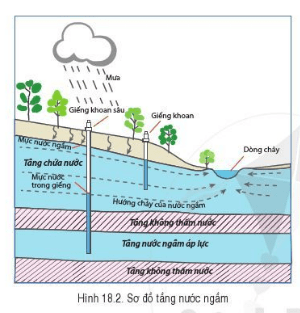 Mưa
Giếng khoan sâu
Giếng khoan
Mực nước ngầm
Dòng chảy
Tầng chứa nước
Mực nước
trong giếng
Hướng chảy của nước ngầm
Tầng không thấm nước
Tầng nước ngầm áp lực
Tầng không thấm nước
Hình 18.2. Sơ đồ tầng nước ngầm